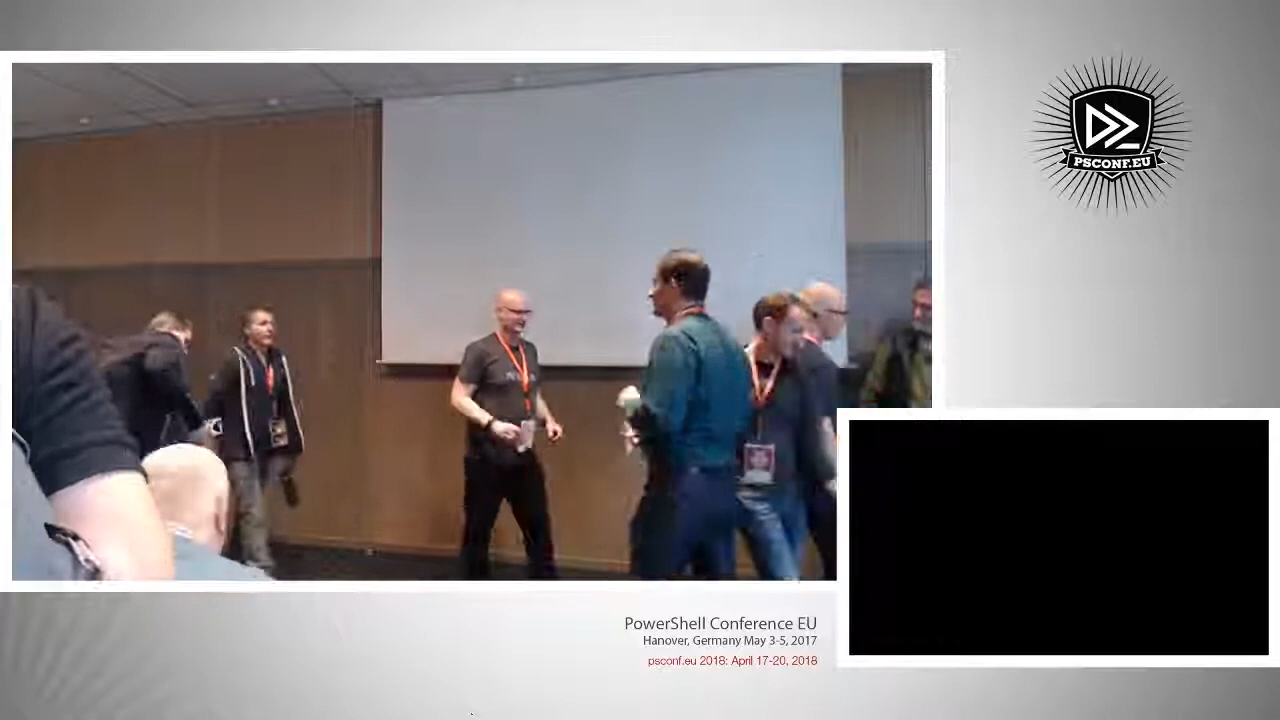 PSCONF.EU
PowerShell Conference EU
Hanover, Germany May 3-5, 2017
psconf.eu 2018: April 17-20, 2018